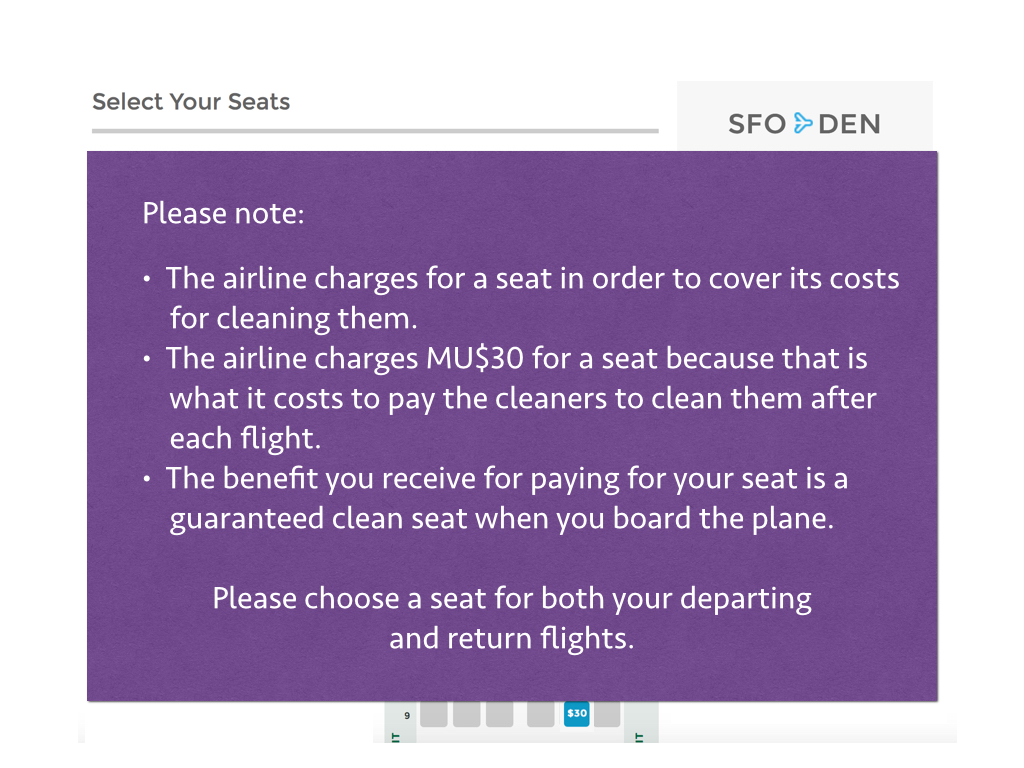 Select Your Seats
SFO DEN
Please note:
• The airline charges for a seat in order to cover its costs
for cleaning them.
• The airline charges MU$30 for a seat because that is
what it costs to pay the cleaners to clean them after
each flight.
• The benefit you receive for paying for your seat is a
guaranteed clean seat when you board the plane.
Please choose a seat for both your departing
and return flights.
9
$30